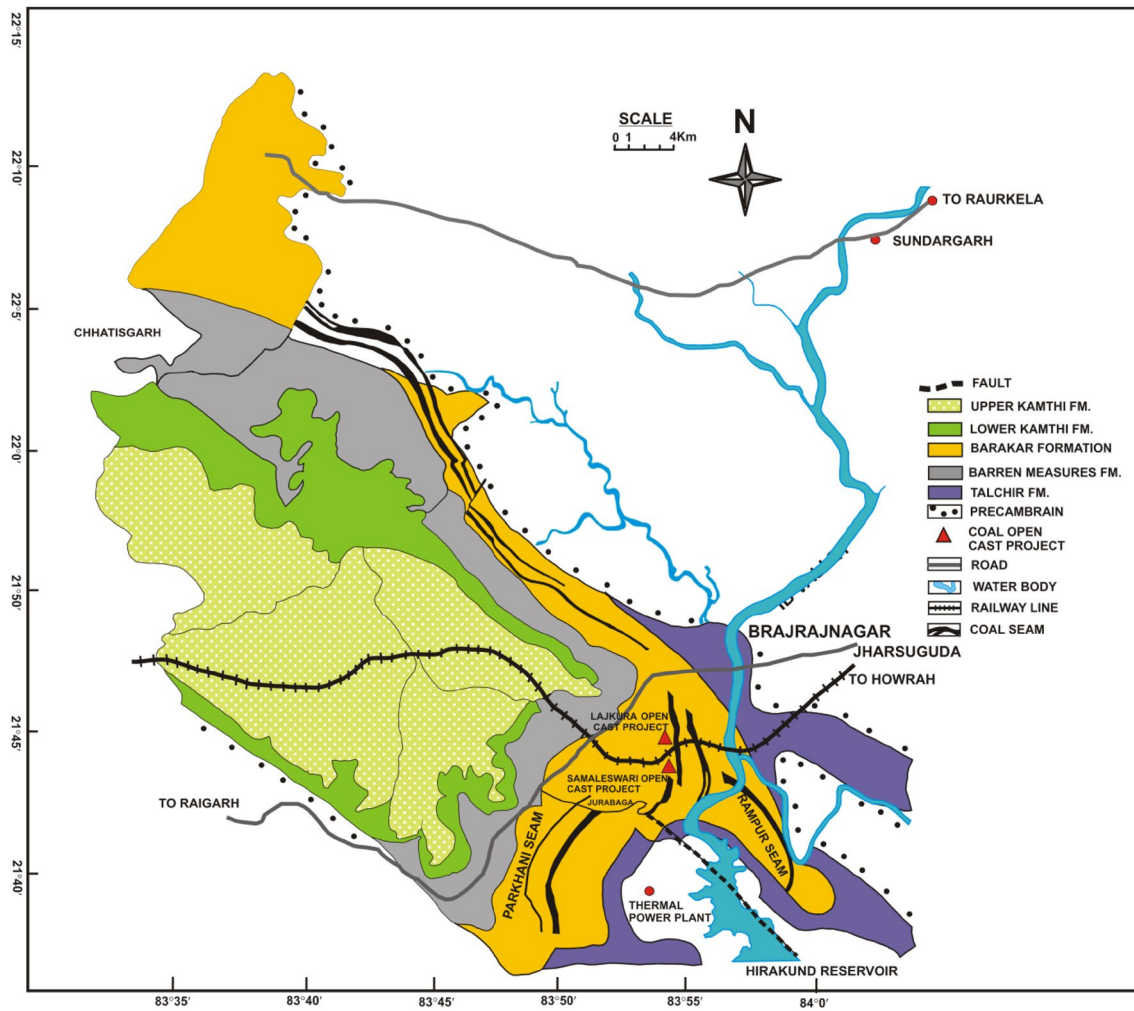 22°15′
22°10′
22°5′
22°0′
21°50′
21°45′
21°40′
SCALE
0 1 4Km
N
TO RAURKELA
SUNDARGARH
CHHATISGARH
FAULT
UPPER KAMTHI FM.
LOWER KAMTHI FM.
BARAKAR FORMATION
BARREN MEASURES FM.
TALCHIR FM.
PRECAMBRAIN
COAL OPEN
CAST PROJECT
ROAD
WATER BODY
RAILWAY LINE
COAL SEAM
BRAJRAJNAGAR
JHARSUGUDA
TO HOWRAH
LAJKURA OPEN
CAST PROJECT
SAMALESWARI OPEN
CAST PROJECT
JURABAGA
TO RAIGARH
PARKHANI SEAM
RAMPUR SEAM
THERMAL
POWER PLANT
HIRAKUND RESERVOIR
83°35′
83°40′
83°45′
83°50′
83°55′
84°0′